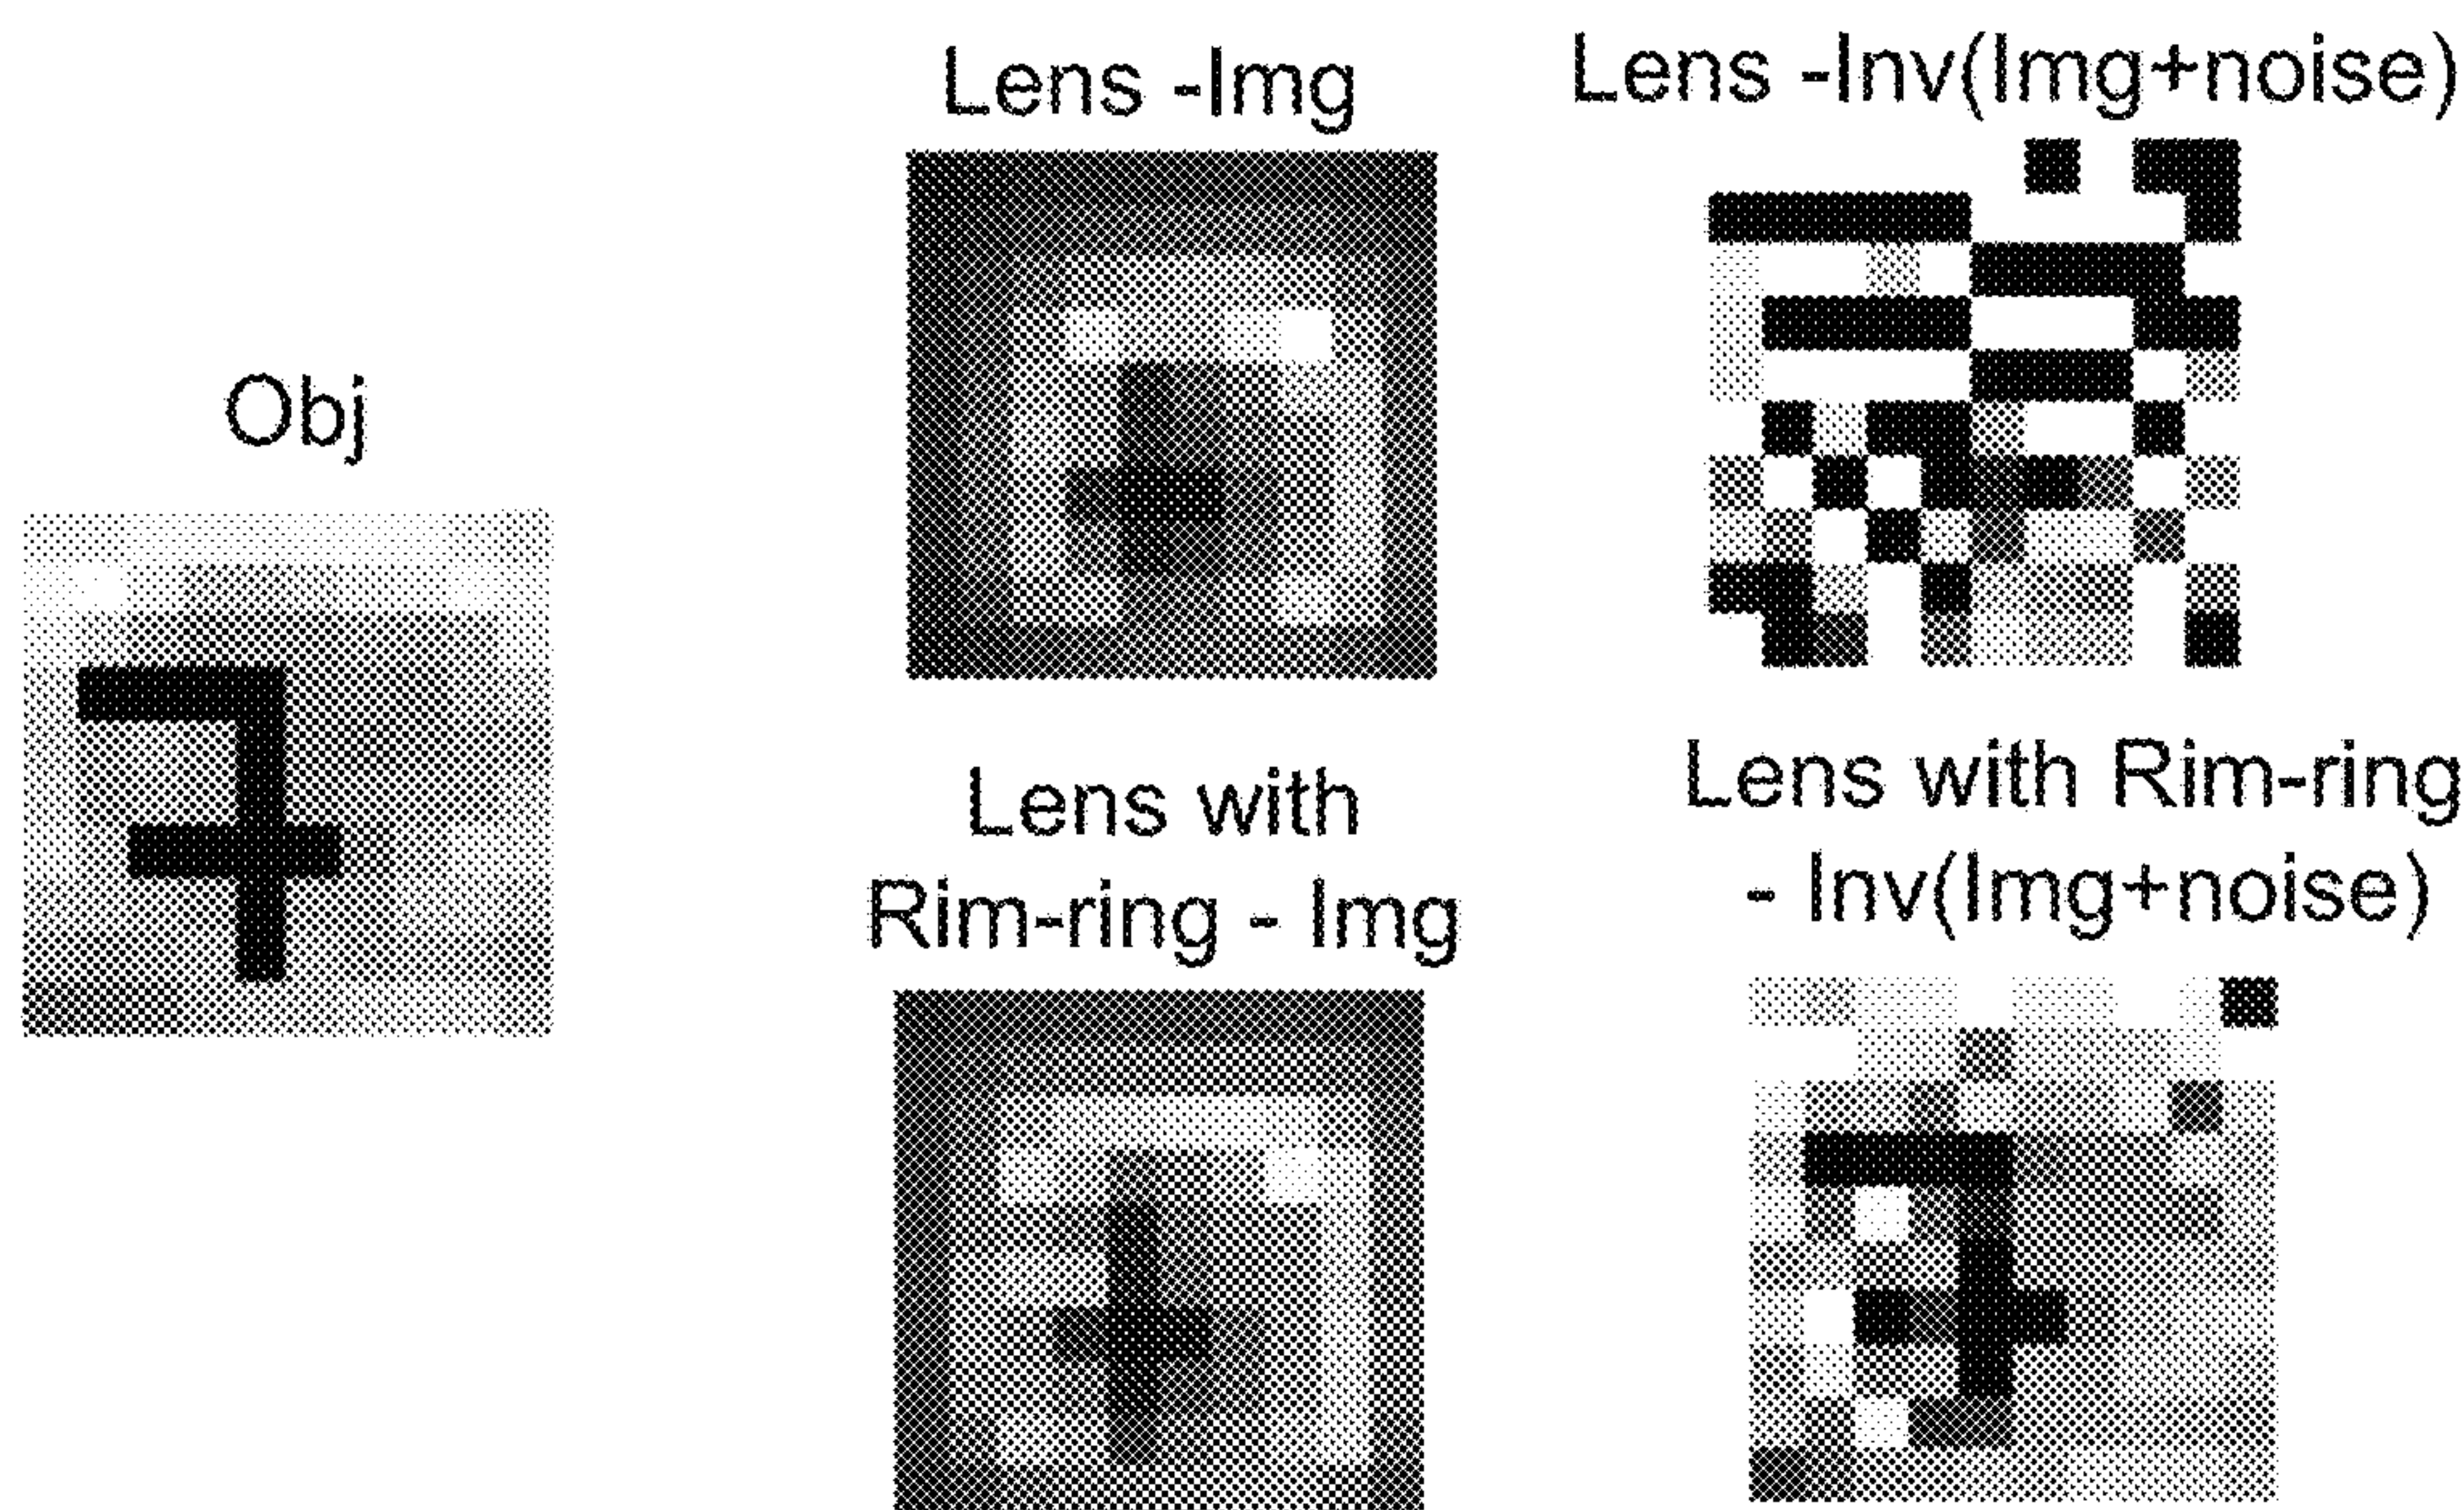 Obj
Lens -Img
Lens -Inv(Img+noise)
Lens with
Rim-ring - Img
Lens with Rim-ring
- Inv(Img+noise)